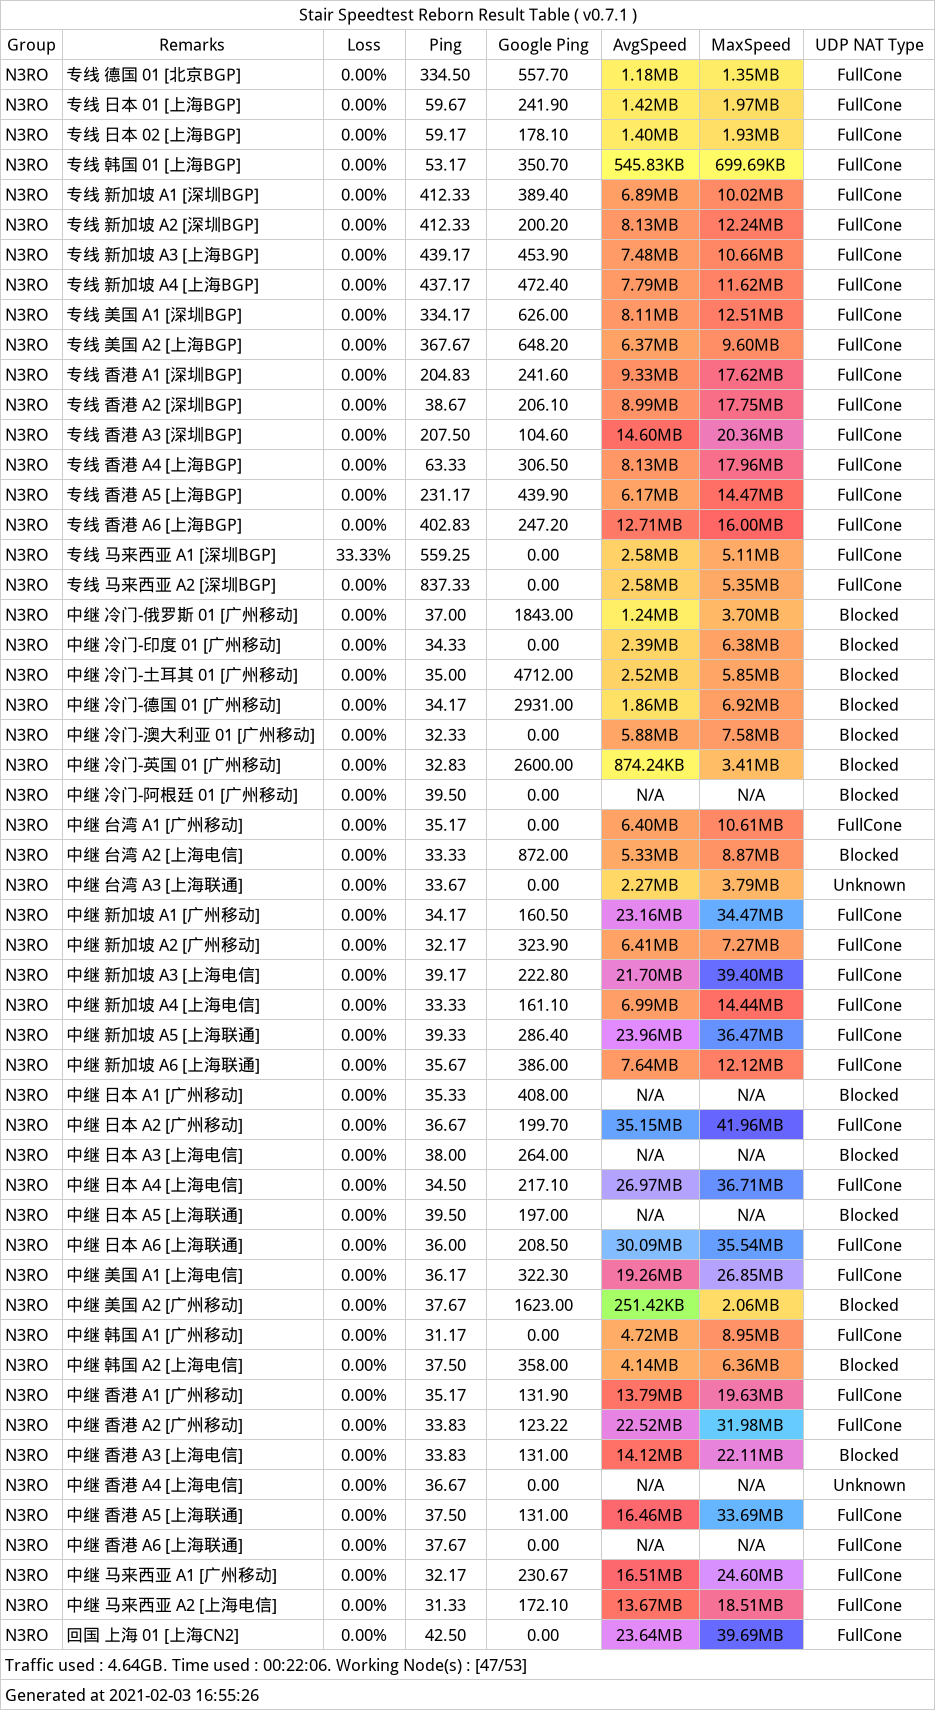 Stair Speedtest Reborn Result Table ( v0.7.1 )
Group Remarks Loss Ping Google Ping AvgSpeed MaxSpeed UDP NAT Type
N3RO 专线 德国 01 [北京BGP] 0.00% 334.50 557.70 1.18MB 1.35MB FullCone
N3RO 专线 日本 01 [上海BGP] 0.00% 59.67 241.90 1.42MB 1.97MB FullCone
N3RO 专线 日本 02 [上海BGP] 0.00% 59.17 178.10 1.40MB 1.93MB FullCone
N3RO 专线 韩国 01 [上海BGP] 0.00% 53.17 350.70 545.83KB 699.69KB FullCone
N3RO 专线 新加坡 A1 [深圳BGP] 0.00% 412.33 389.40 6.89MB 10.02MB FullCone
N3RO 专线 新加坡 A2 [深圳BGP] 0.00% 412.33 200.20 8.13MB 12.24MB FullCone
N3RO 专线 新加坡 A3 [上海BGP] 0.00% 439.17 453.90 7.48MB 10.66MB FullCone
N3RO 专线 新加坡 A4 [上海BGP] 0.00% 437.17 472.40 7.79MB 11.62MB FullCone
N3RO 专线 美国 A1 [深圳BGP] 0.00% 334.17 626.00 8.11MB 12.51MB FullCone
N3RO 专线 美国 A2 [上海BGP] 0.00% 367.67 648.20 6.37MB 9.60MB FullCone
N3RO 专线 香港 A1 [深圳BGP] 0.00% 204.83 241.60 9.33MB 17.62MB FullCone
N3RO 专线 香港 A2 [深圳BGP] 0.00% 38.67 206.10 8.99MB 17.75MB FullCone
N3RO 专线 香港 A3 [深圳BGP] 0.00% 207.50 104.60 14.60MB 20.36MB FullCone
N3RO 专线 香港 A4 [上海BGP] 0.00% 63.33 306.50 8.13MB 17.96MB FullCone
N3RO 专线 香港 A5 [上海BGP] 0.00% 231.17 439.90 6.17MB 14.47MB FullCone
N3RO 专线 香港 A6 [上海BGP] 0.00% 402.83 247.20 12.71MB 16.00MB FullCone
N3RO 专线 马来西亚 A1 [深圳BGP] 33.33% 559.25 0.00 2.58MB 5.11MB FullCone
N3RO 专线 马来西亚 A2 [深圳BGP] 0.00% 837.33 0.00 2.58MB 5.35MB FullCone
N3RO 中继 冷门-俄罗斯 01 [广州移动] 0.00% 37.00 1843.00 1.24MB 3.70MB Blocked
N3RO 中继 冷门-印度 01 [广州移动] 0.00% 34.33 0.00 2.39MB 6.38MB Blocked
N3RO 中继 冷门-土耳其 01 [广州移动] 0.00% 35.00 4712.00 2.52MB 5.85MB Blocked
N3RO 中继 冷门-德国 01 [广州移动] 0.00% 34.17 2931.00 1.86MB 6.92MB Blocked
N3RO 中继 冷门-澳大利亚 01 [广州移动] 0.00% 32.33 0.00 5.88MB 7.58MB Blocked
N3RO 中继 冷门-英国 01 [广州移动] 0.00% 32.83 2600.00 874.24KB 3.41MB Blocked
N3RO 中继 冷门-阿根廷 01 [广州移动] 0.00% 39.50 0.00 N/A N/A Blocked
N3RO 中继 台湾 A1 [广州移动] 0.00% 35.17 0.00 6.40MB 10.61MB FullCone
N3RO 中继 台湾 A2 [上海电信] 0.00% 33.33 872.00 5.33MB 8.87MB Blocked
N3RO 中继 台湾 A3 [上海联通] 0.00% 33.67 0.00 2.27MB 3.79MB Unknown
N3RO 中继 新加坡 A1 [广州移动] 0.00% 34.17 160.50 23.16MB 34.47MB FullCone
N3RO 中继 新加坡 A2 [广州移动] 0.00% 32.17 323.90 6.41MB 7.27MB FullCone
N3RO 中继 新加坡 A3 [上海电信] 0.00% 39.17 222.80 21.70MB 39.40MB FullCone
N3RO 中继 新加坡 A4 [上海电信] 0.00% 33.33 161.10 6.99MB 14.44MB FullCone
N3RO 中继 新加坡 A5 [上海联通] 0.00% 39.33 286.40 23.96MB 36.47MB FullCone
N3RO 中继 新加坡 A6 [上海联通] 0.00% 35.67 386.00 7.64MB 12.12MB FullCone
N3RO 中继 日本 A1 [广州移动] 0.00% 35.33 408.00 N/A N/A Blocked
N3RO 中继 日本 A2 [广州移动] 0.00% 36.67 199.70 35.15MB 41.96MB FullCone
N3RO 中继 日本 A3 [上海电信] 0.00% 38.00 264.00 N/A N/A Blocked
N3RO 中继 日本 A4 [上海电信] 0.00% 34.50 217.10 26.97MB 36.71MB FullCone
N3RO 中继 日本 A5 [上海联通] 0.00% 39.50 197.00 N/A N/A Blocked
N3RO 中继 日本 A6 [上海联通] 0.00% 36.00 208.50 30.09MB 35.54MB FullCone
N3RO 中继 美国 A1 [上海电信] 0.00% 36.17 322.30 19.26MB 26.85MB FullCone
N3RO 中继 美国 A2 [广州移动] 0.00% 37.67 1623.00 251.42KB 2.06MB Blocked
N3RO 中继 韩国 A1 [广州移动] 0.00% 31.17 0.00 4.72MB 8.95MB FullCone
N3RO 中继 韩国 A2 [上海电信] 0.00% 37.50 358.00 4.14MB 6.36MB Blocked
N3RO 中继 香港 A1 [广州移动] 0.00% 35.17 131.90 13.79MB 19.63MB FullCone
N3RO 中继 香港 A2 [广州移动] 0.00% 33.83 123.22 22.52MB 31.98MB FullCone
N3RO 中继 香港 A3 [上海电信] 0.00% 33.83 131.00 14.12MB 22.11MB Blocked
N3RO 中继 香港 A4 [上海电信] 0.00% 36.67 0.00 N/A N/A Unknown
N3RO 中继 香港 A5 [上海联通] 0.00% 37.50 131.00 16.46MB 33.69MB FullCone
N3RO 中继 香港 A6 [上海联通] 0.00% 37.67 0.00 N/A N/A FullCone
N3RO 中继 马来西亚 A1 [广州移动] 0.00% 32.17 230.67 16.51MB 24.60MB FullCone
N3RO 中继 马来西亚 A2 [上海电信] 0.00% 31.33 172.10 13.67MB 18.51MB FullCone
N3RO 回国 上海 01 [上海CN2] 0.00% 42.50 0.00 23.64MB 39.69MB FullCone
Traffic used : 4.64GB. Time used : 00:22:06. Working Node(s) : [47/53]
Generated at 2021-02-03 16:55:26